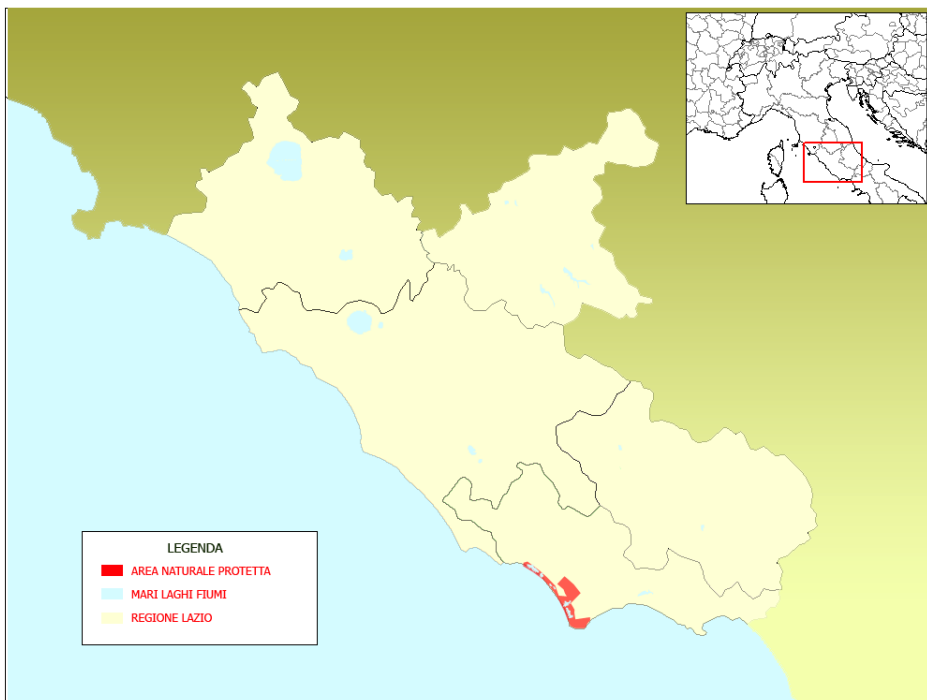 LEGENDA
AREA NATURALE PROTETTA
MARI LAGHI FIUMI
REGIONE LAZIO